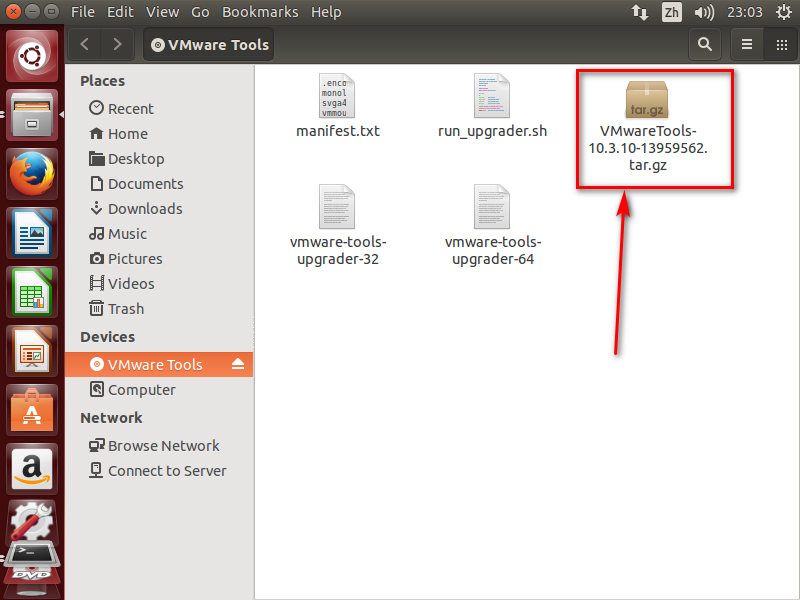 File Edit View Go Bookmarks Help
Zh
23:03
VMware Tools
Places
Recent
Home
Desktop
Documents
Downloads
Music
Pictures
Videos
Trash
Devices
VMware Tools
Computer
Network
Browse Network
Connect to Server
.enco
monol
svga4
vmmou
manifest.txt
run_upgrader.sh
tar.gz
VMwareTools-
10.3.10-13959562.
tar.gz
vmware-tools-
upgrader-32
vmware-tools-
upgrader-64
A
a
>_
DVD